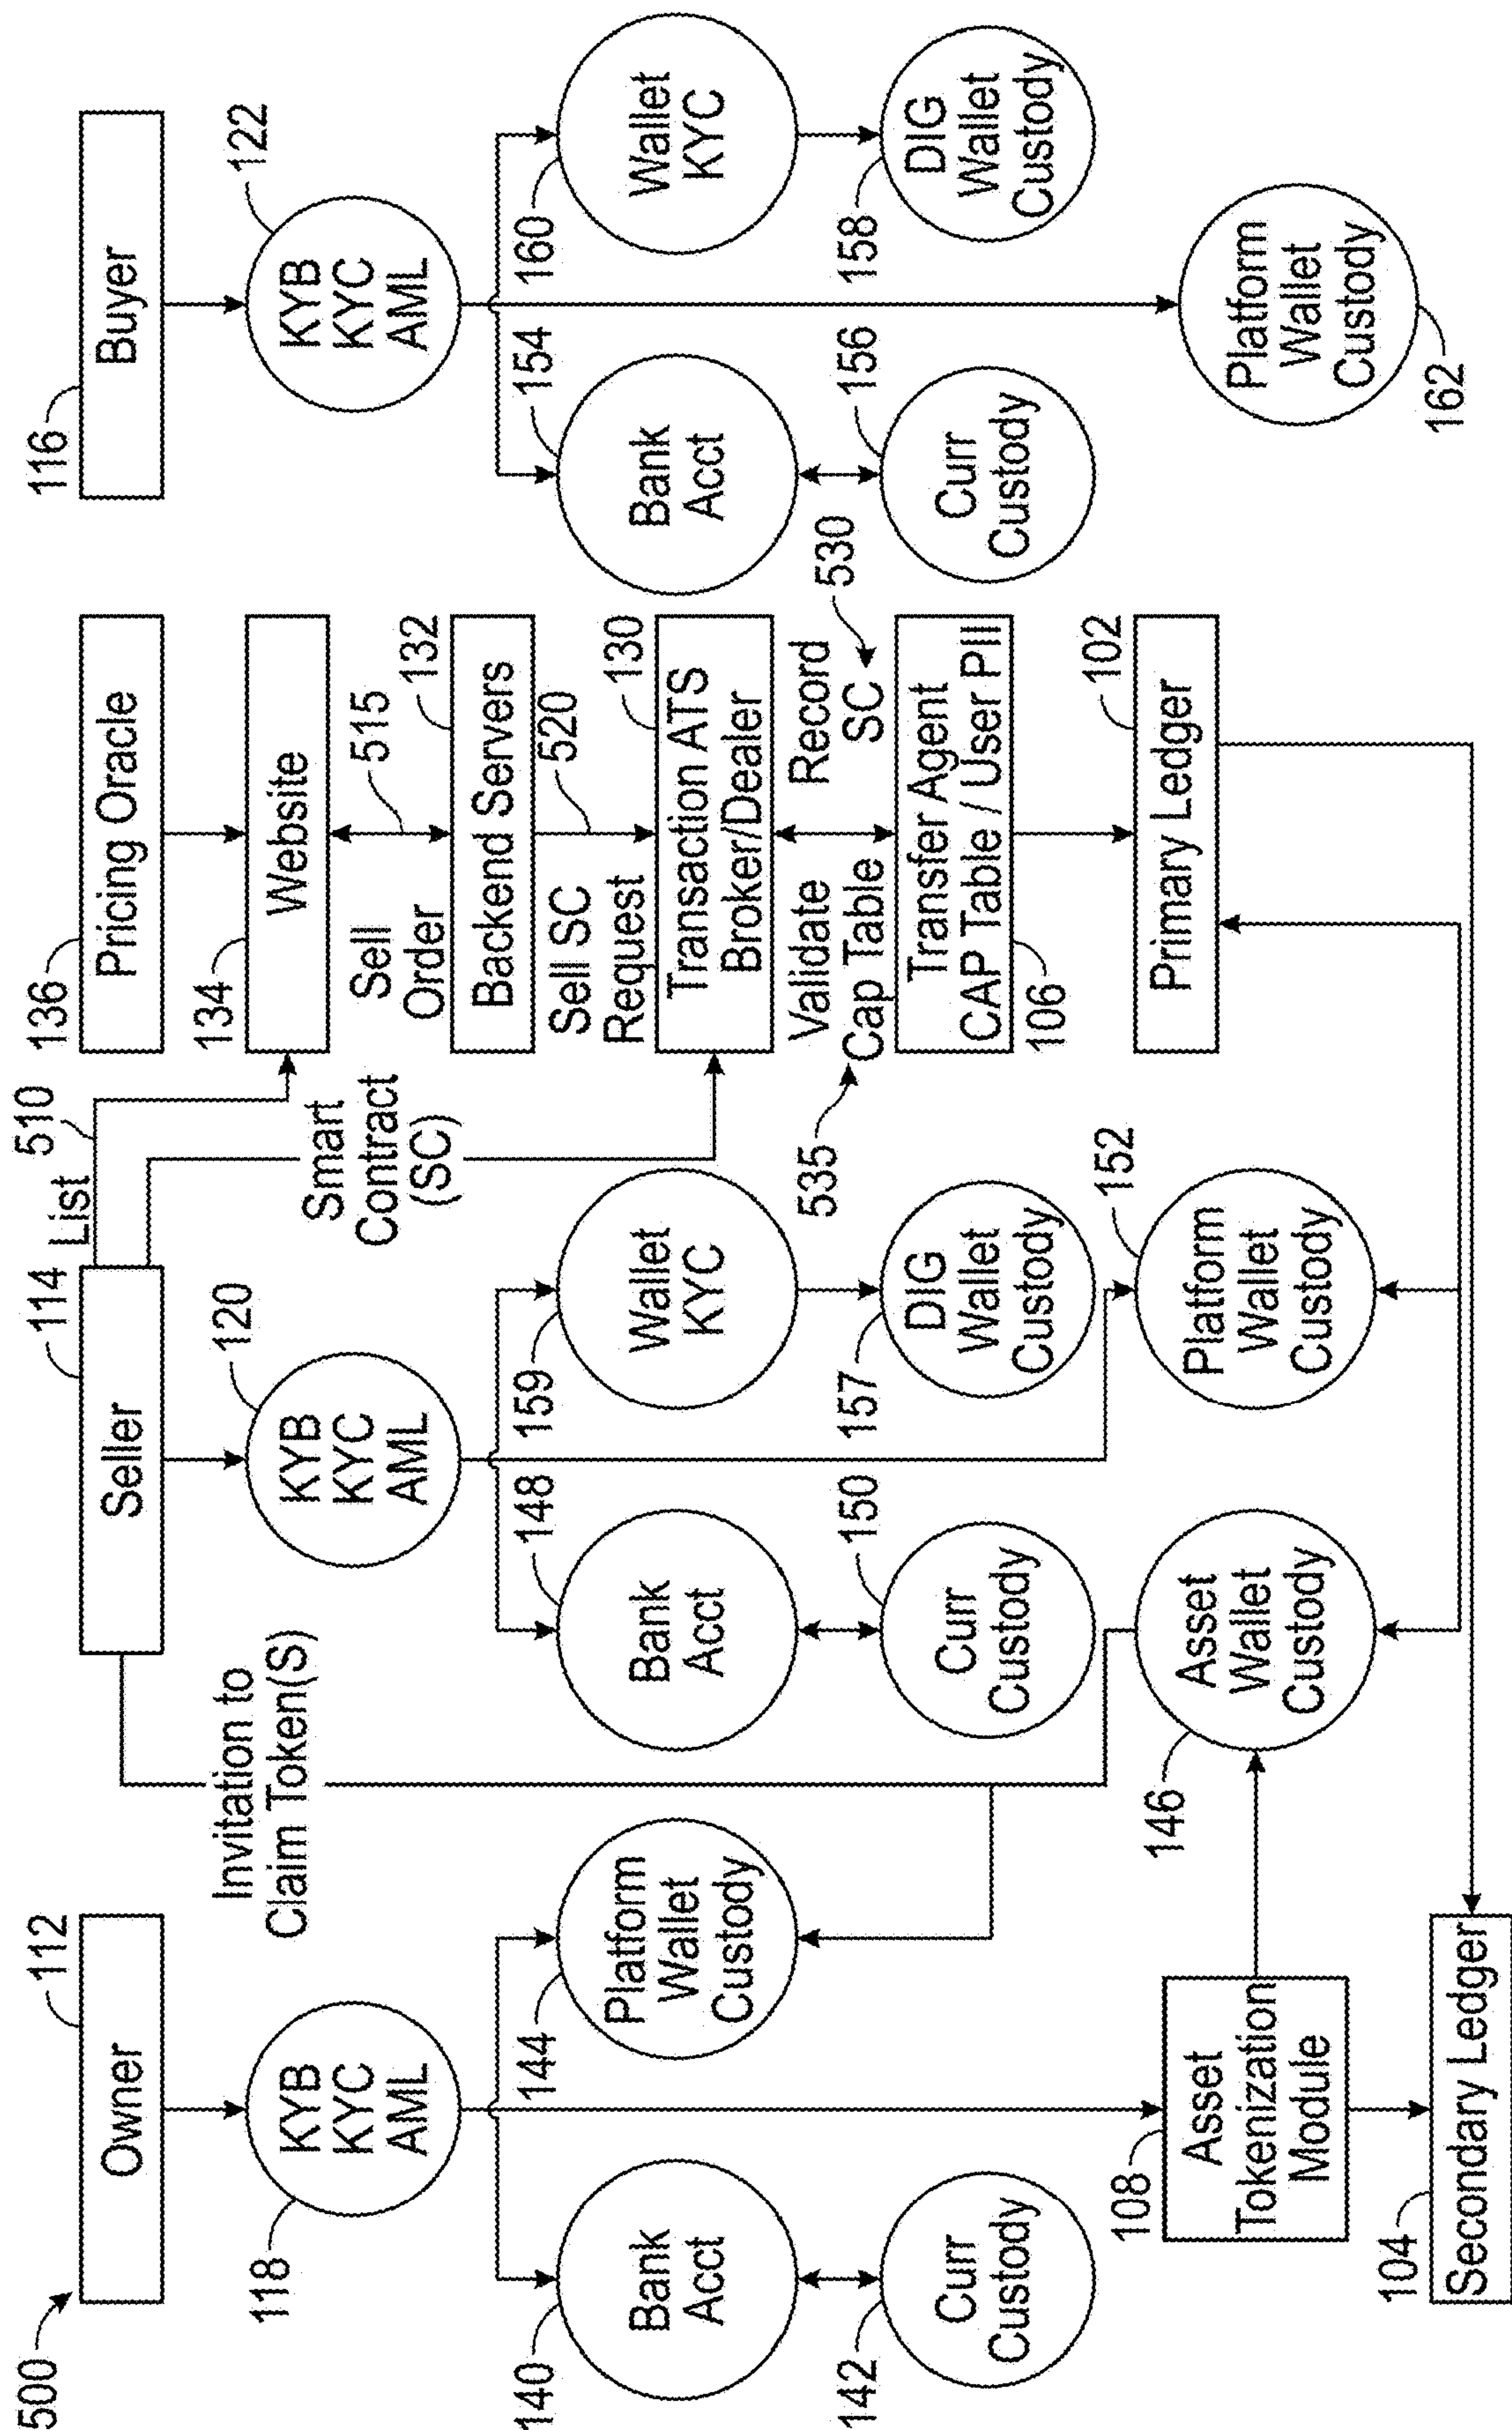 500
Owner
112
118
KYB
KYC
AML
140
Bank
Acct
142
Curr
Custody
144
Platform
Wallet
Custody
108
Asset
Tokenization
Module
104
Secondary Ledger
Invitation to
Claim Token(S)
Seller
114
120
KYB
KYC
AML
148
Bank
Acct
150
Curr
Custody
146
Asset
Wallet
Custody
159
Wallet
KYC
157
DIG
Wallet
Custody
152
Platform
Wallet
Custody
List
510
Smart
Contract
(SC)
136
Pricing Oracle
134
Website
Sell
Order
515
132
Backend Servers
Sell SC
Request
520
130
Transaction ATS
Broker/Dealer
Validate
Cap Table
535
Record
SC
530
Transfer Agent
CAP Table / User PII
106
102
Primary Ledger
116
Buyer
122
KYB
KYC
AML
154
Bank
Acct
156
Curr
Custody
160
Wallet
KYC
158
DIG
Wallet
Custody
Platform
Wallet
Custody
162